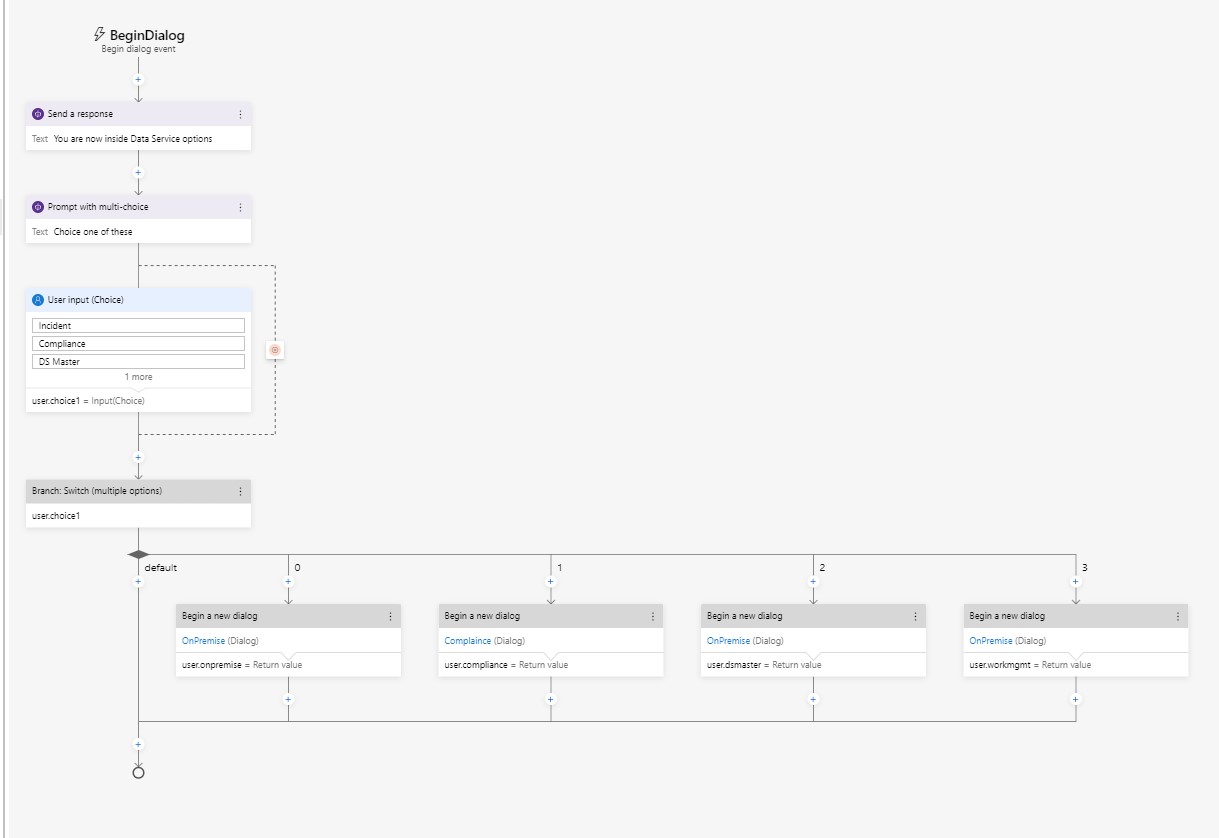 BeginDialog
Begin dialog event
Send a response
Text You are now inside Data Service options
Prompt with multi-choice
Text Choice one of these
User input (Choice)
Incident
Compliance
DS Master
1 more
user.choice1 = Input(Choice)
Branch: Switch (multiple options)
user.choice1
default
0
1
2
3
Begin a new dialog
OnPremise (Dialog)
user.onpremise = Return value
Begin a new dialog
Complaince (Dialog)
user.compliance = Return value
Begin a new dialog
OnPremise (Dialog)
user.dsmaster = Return value
Begin a new dialog
OnPremise (Dialog)
user.workmgmt = Return value